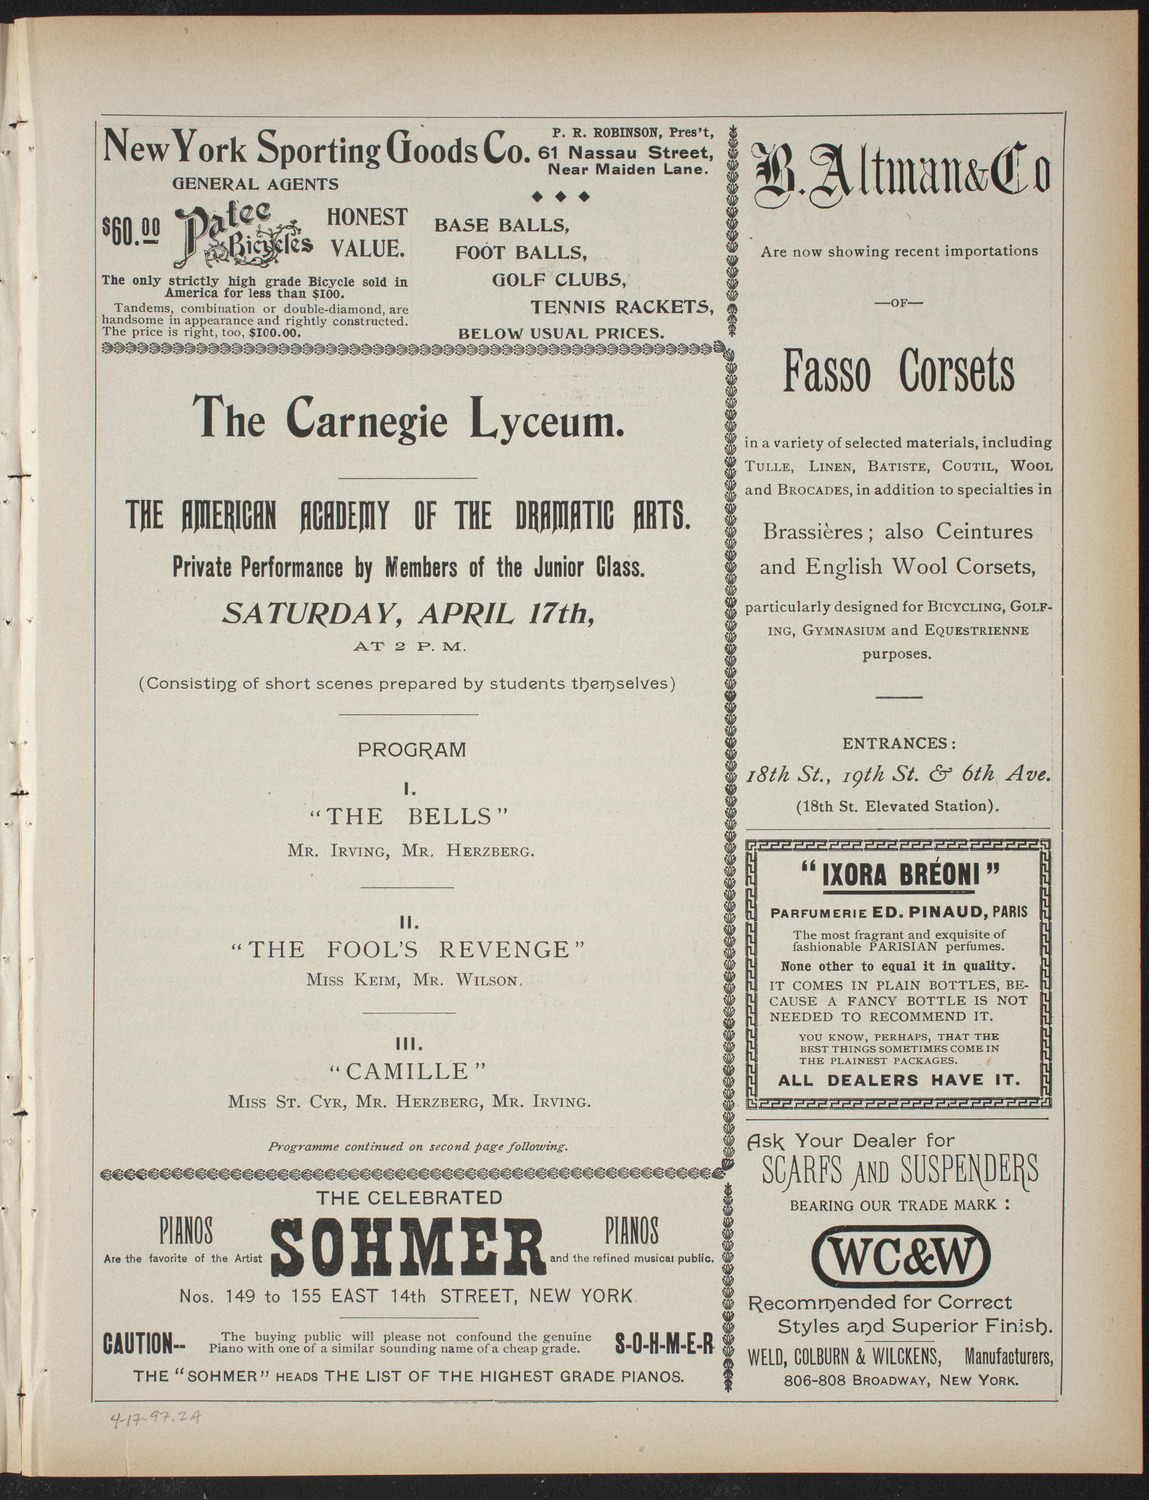 New York Sporting Goods Co.
P. R. ROBINSON, Pres't,
61 Nassau Street,
Near Maiden Lane.
GENERAL AGENTS
$60.00 Patee Bicycles
HONEST
VALUE.
The only strictly high grade Bicycle sold in
America for less than $100.
Tandems, combination or double-diamond, are
handsome in appearance and rightly constructed.
The price is right, too, $100.00.
BASE BALLS,
FOOT BALLS,
GOLF CLUBS,
TENNIS RACKETS,
BELOW USUAL PRICES.
The Carnegie Lyceum.
THE AMERICAN ACADEMY OF THE DRAMATIC ARTS.
Private Performance by Members of the Junior Class.
SATURDAY, APRIL 17th,
AT 2 P. M.
(Consisting of short scenes prepared by students themselves)
PROGRAM
I.
"THE BELLS"
MR. IRVING, MR. HERZBERG.
II.
"THE FOOL'S REVENGE"
MISS KEIM, MR. WILSON.
III.
"CAMILLE"
MISS ST. CYR, MR. HERZBERG, MR. IRVING.
Programme continued on second page following.
THE CELEBRATED
PIANOS SOHMER PIANOS
Are the favorite of the Artist and the refined musical public.
Nos. 149 to 155 EAST 14th STREET, NEW YORK
CAUTION-- The buying public will please not confound the genuine S-O-H-M-E-R
Piano with one of a similar sounding name of a cheap grade.
THE "SOHMER" HEADS THE LIST OF THE HIGHEST GRADE PIANOS.
B. Altman & Co
Are now showing recent importations
—OF—
Fasso Corsets
in a variety of selected materials, including
TULLE, LINEN, BATISTE, COUTIL, WOOL
and BROCADES, in addition to specialties in
Brassières; also Ceintures
and English Wool Corsets,
particularly designed for BICYCLING, GOLF-
ING, GYMNASIUM and EQUESTRIENNE
purposes.
ENTRANCES:
18th St., 19th St. & 6th Ave.
(18th St. Elevated Station).
"IXORA BRÉONI"
PARFUMERIE ED. PINAUD, PARIS
The most fragrant and exquisite of
fashionable PARISIAN perfumes.
None other to equal it in quality.
IT COMES IN PLAIN BOTTLES, BE-
CAUSE A FANCY BOTTLE IS NOT
NEEDED TO RECOMMEND IT.
YOU KNOW, PERHAPS, THAT THE
BEST THINGS SOMETIMES COME IN
THE PLAINEST PACKAGES.
ALL DEALERS HAVE IT.
Ask Your Dealer for
SCARFS AND SUSPENDERS
BEARING OUR TRADE MARK:
WC&W
Recommended for Correct
Styles and Superior Finish.
WELD, COLBURN & WILCKENS, Manufacturers,
806-808 BROADWAY, NEW YORK.
4-17-97.2A